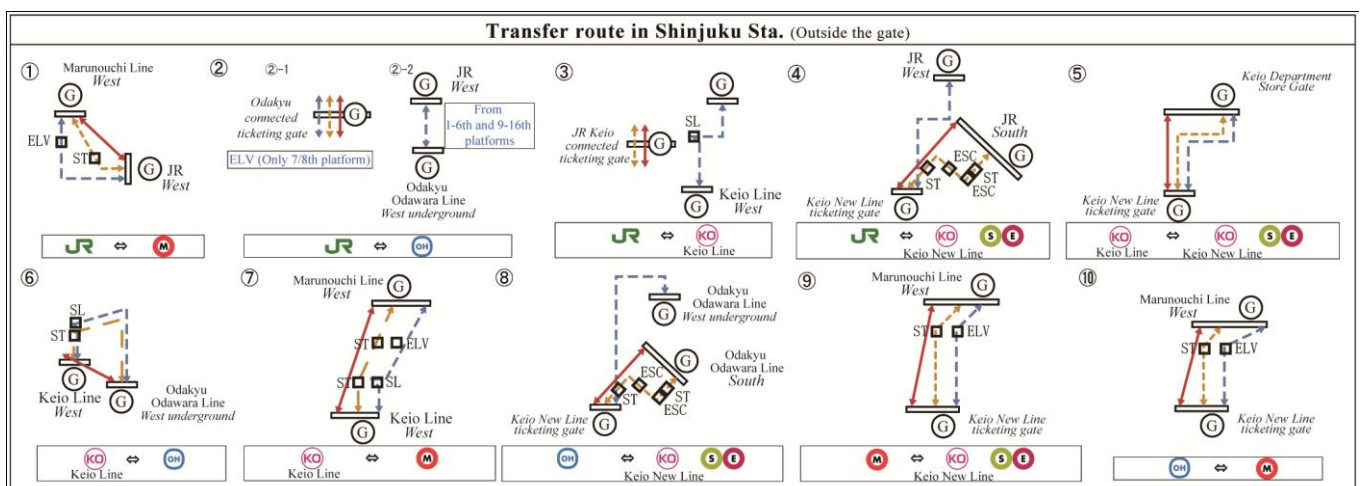 Transfer route in Shinjuku Sta. (Outside the gate)
①
Marunouchi Line
West
G
ELV
ST
G
JR
West
JR ⇔ M
②
②-1
Odakyu
connected
ticketing gate
G
ELV (Only 7/8th platform)
②-2
G
JR
West
From
1-6th and 9-16th
platforms
G
Odakyu
Odawara Line
West underground
JR ⇔ OH
③
JR Keio
connected
ticketing gate
G
G
SL
Keio Line
West
G
JR ⇔ KO
Keio Line
④
JR
West
G
JR
South
G
ESC
ST
ST
ESC
Keio New Line
ticketing gate
G
JR ⇔ KO S E
Keio New Line
⑤
G
Keio Department
Store Gate
Keio New Line
ticketing gate
G
KO ⇔ KO S E
Keio Line Keio New Line
⑥
SL
ST
G
Keio Line
West
G
Odakyu
Odawara Line
West underground
KO ⇔ OH
Keio Line
⑦
Marunouchi Line
West
G
ST
ELV
ST
SL
Keio Line
West
G
KO ⇔ M
Keio Line
⑧
G
Odakyu
Odawara Line
West underground
G
Odakyu
Odawara Line
South
ESC
ST
ST
ESC
Keio New Line
ticketing gate
G
OH ⇔ KO S E
Keio New Line
⑨
Marunouchi Line
West
G
ST
ELV
G
Keio New Line
ticketing gate
M ⇔ KO S E
Keio New Line
⑩
Marunouchi Line
West
G
ST
ELV
G
Keio New Line
ticketing gate
OH ⇔ M